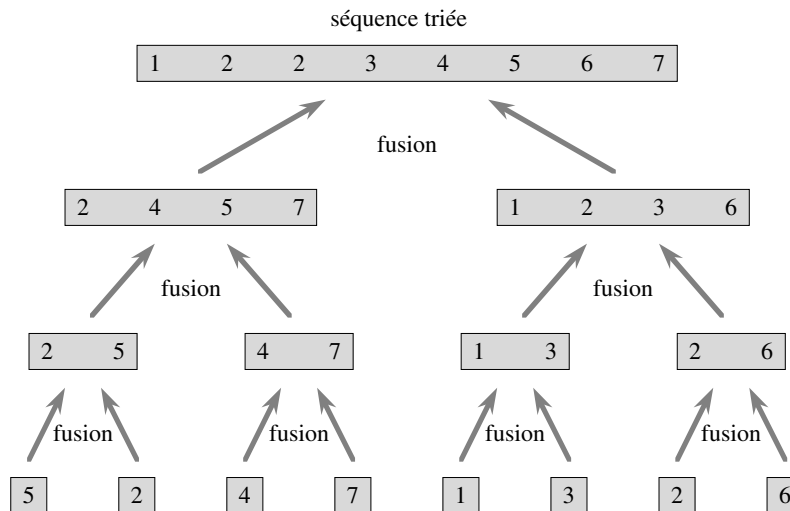 séquence triée
1 2 2 3 4 5 6 7
fusion
2 4 5 7 1 2 3 6
fusion fusion
2 5 4 7 1 3 2 6
fusion fusion fusion fusion
5 2 4 7 1 3 2 6